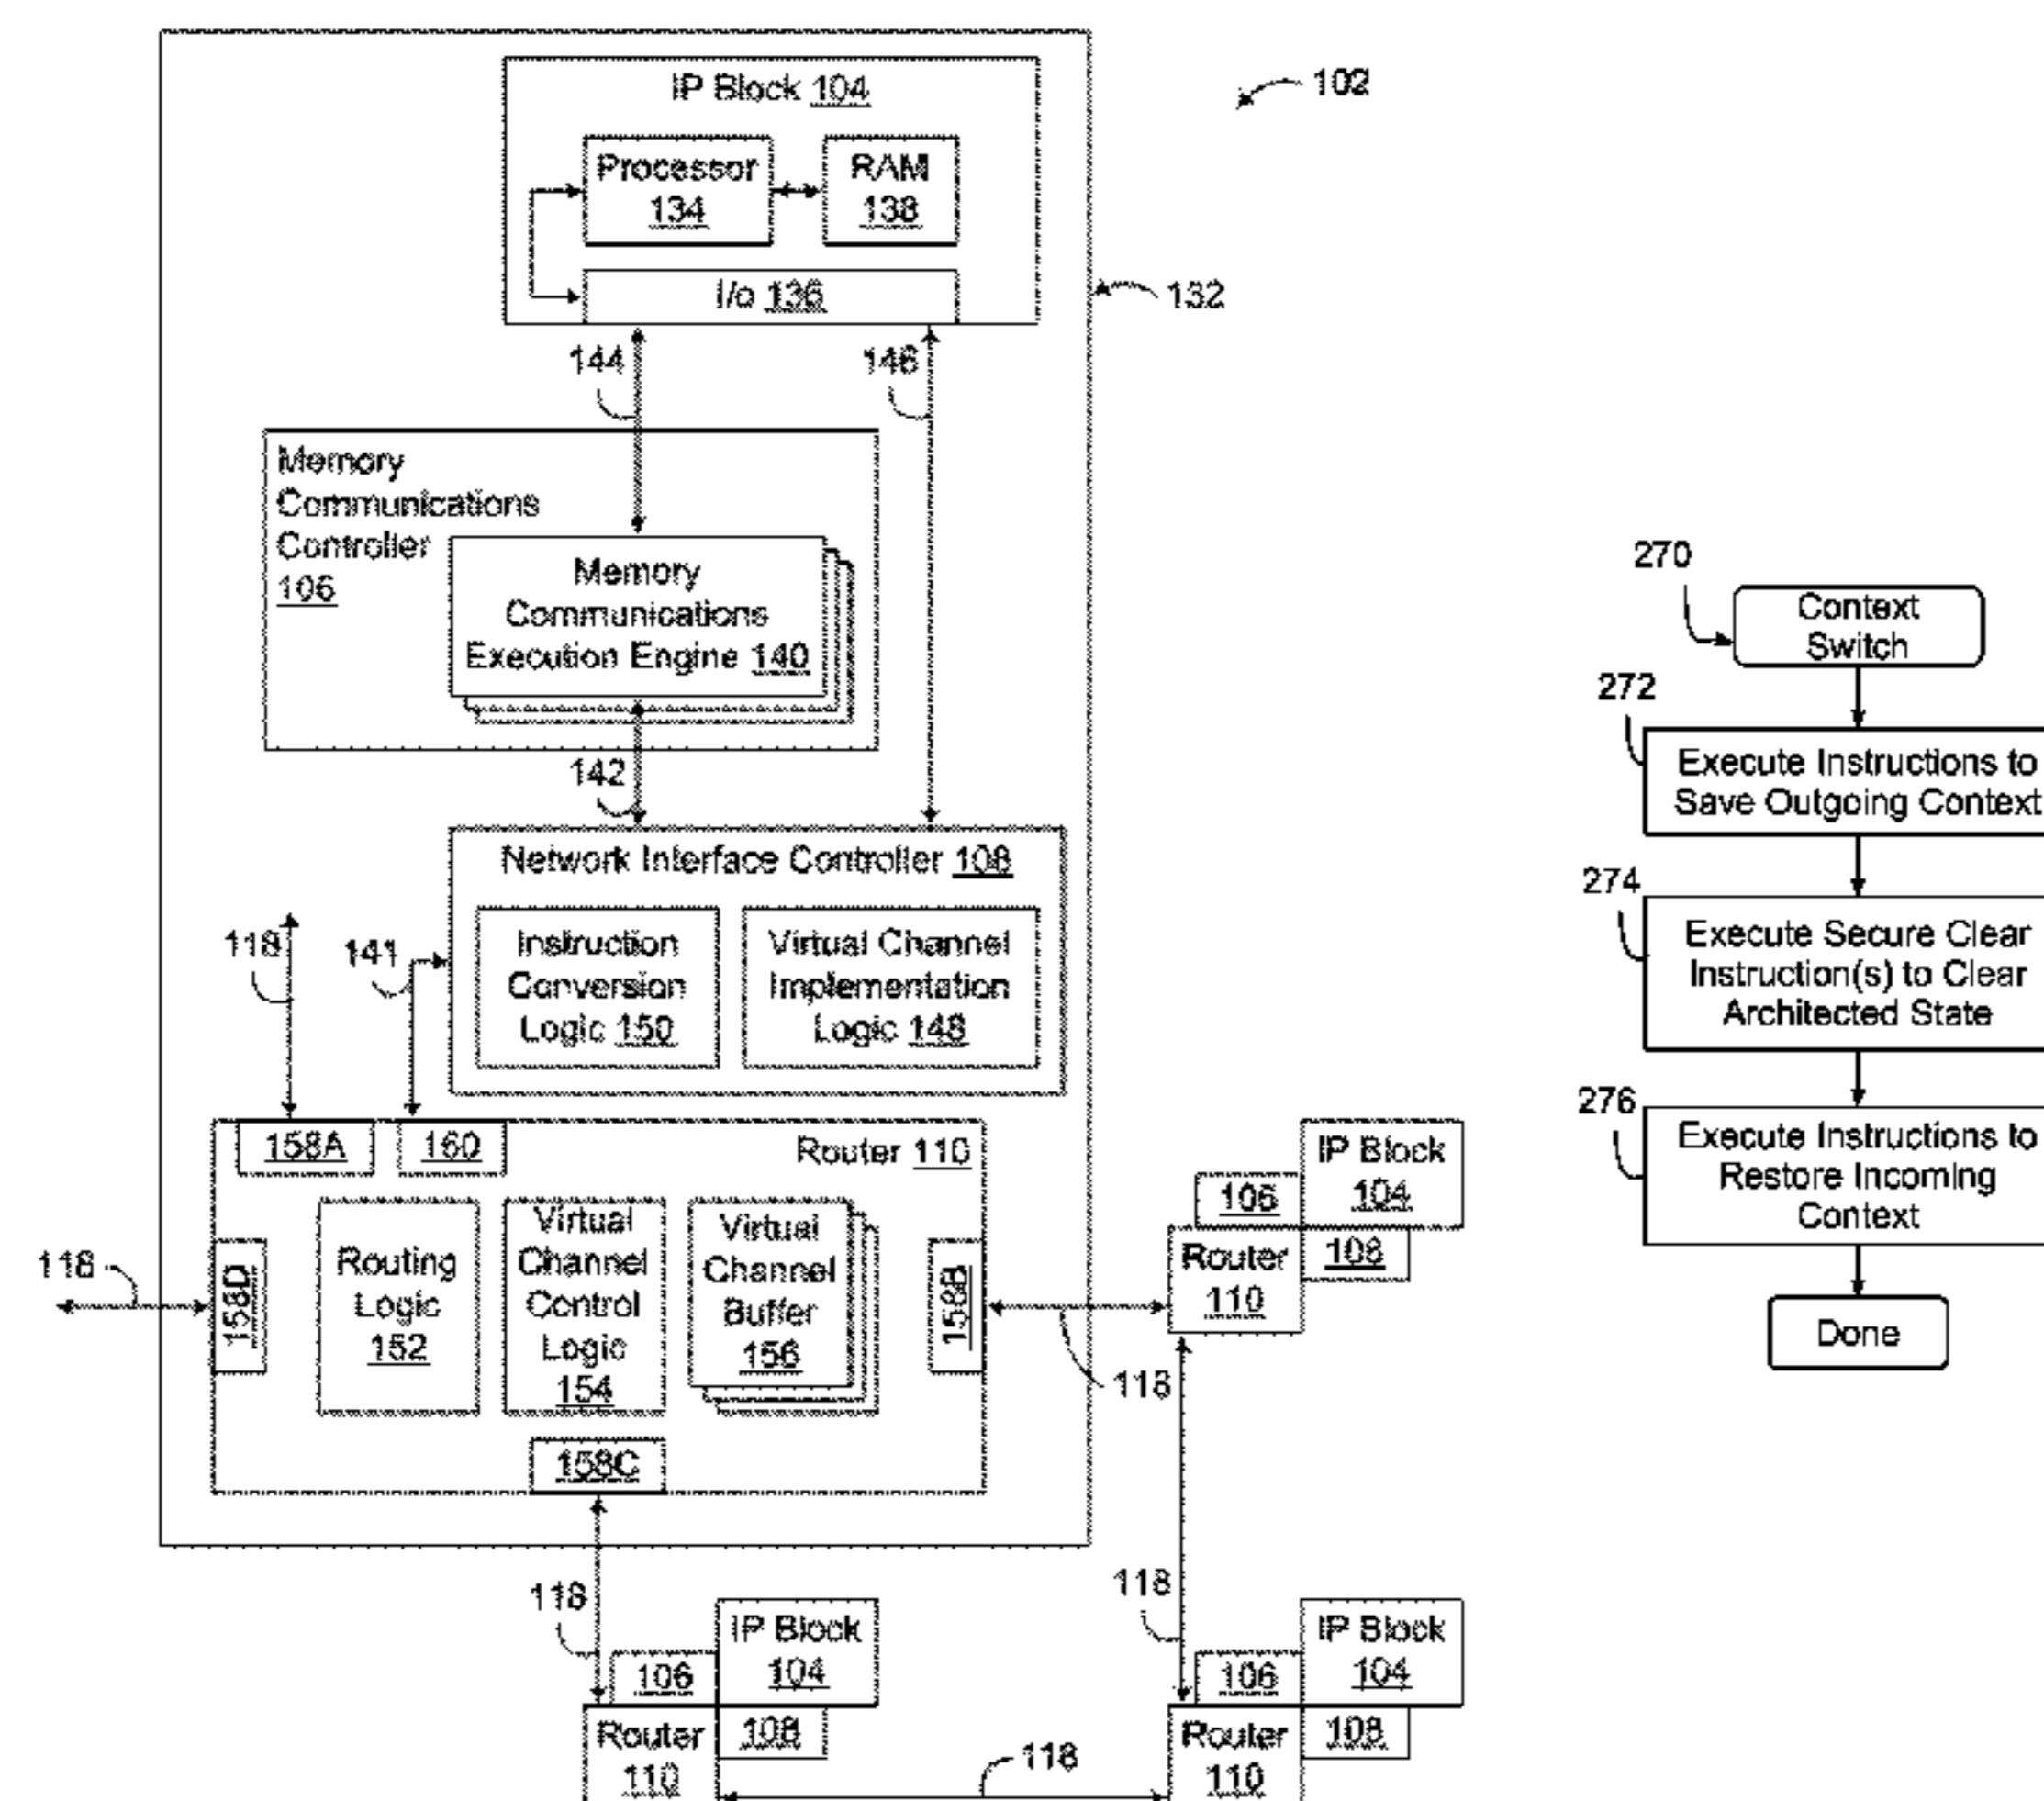 IP Block 104
102
Processor
134
RAM
138
I/o 136
132
144
146
Memory
Communications
Controller
106
Memory
Communications
Execution Engine 140
142
Network Interface Controller 108
Instruction
Conversion
Logic 150
Virtual Channel
Implementation
Logic 148
118
141
158A
160
Router 110
118
158D
Routing
Logic
152
Virtual
Channel
Control
Logic
154
Virtual
Channel
Buffer
156
158B
158C
118
IP Block
104
106
Router
110
108
118
118
IP Block
104
106
Router
110
108
118
IP Block
104
106
Router
110
108
270
Context
Switch
272
Execute Instructions to
Save Outgoing Context
274
Execute Secure Clear
Instruction(s) to Clear
Architected State
276
Execute Instructions to
Restore Incoming
Context
Done